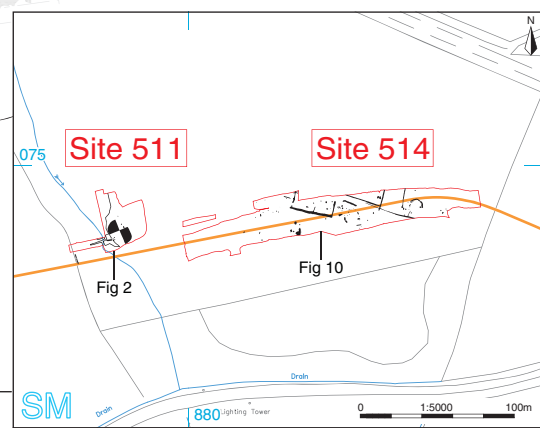 N
075
Site 511
Site 514
Fig 2
Fig 10
Drain
Drain
SM
880
Lighting Tower
0 1:5000 100m